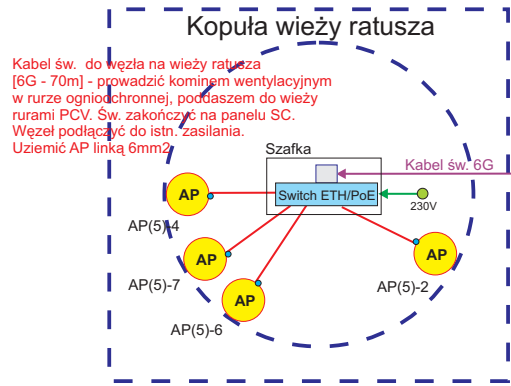 Kopuła wieży ratusza
Kabel św. do węzła na wieży ratusza
[6G - 70m] - prowadzić kominem wentylacyjnym
w rurze ognioochronnej, poddaszem do wieży
rurami PCV. Św. zakończyć na panelu SC.
Węzeł podłączyć do istn. zasilania.
Uziemić AP linką 6mm2
Szafka
Kabel św. 6G
Switch ETH/PoE
230V
AP
AP(5)-4
AP
AP(5)-7
AP
AP(5)-6
AP
AP(5)-2